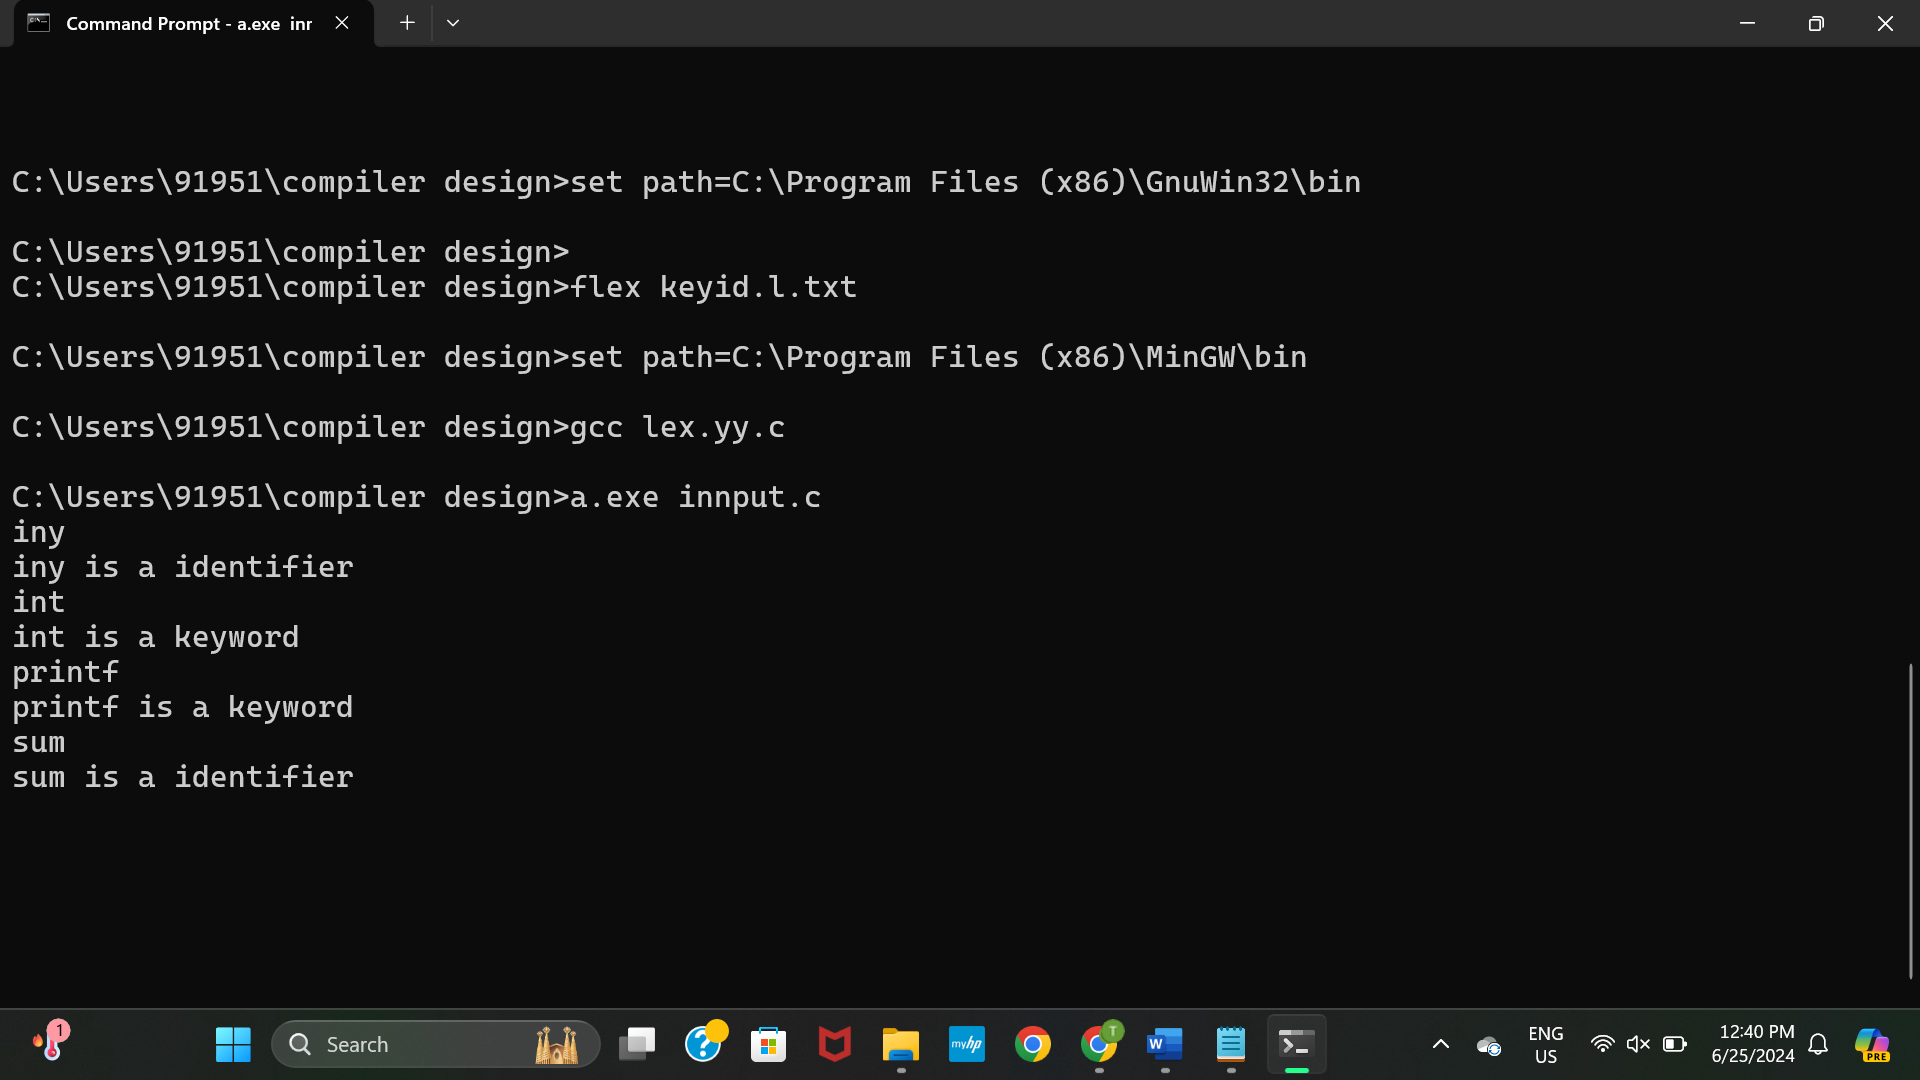 Command Prompt - a.exe inr
C:\Users\91951\compiler design>set path=C:\Program Files (x86)\GnuWin32\bin
C:\Users\91951\compiler design>
C:\Users\91951\compiler design>flex keyid.l.txt
C:\Users\91951\compiler design>set path=C:\Program Files (x86)\MinGW\bin
C:\Users\91951\compiler design>gcc lex.yy.c
C:\Users\91951\compiler design>a.exe innput.c
iny
iny is a identifier
int
int is a keyword
printf
printf is a keyword
sum
sum is a identifier
1
Search
?
myhp
T
W
ENG
US
12:40 PM
6/25/2024
PRE